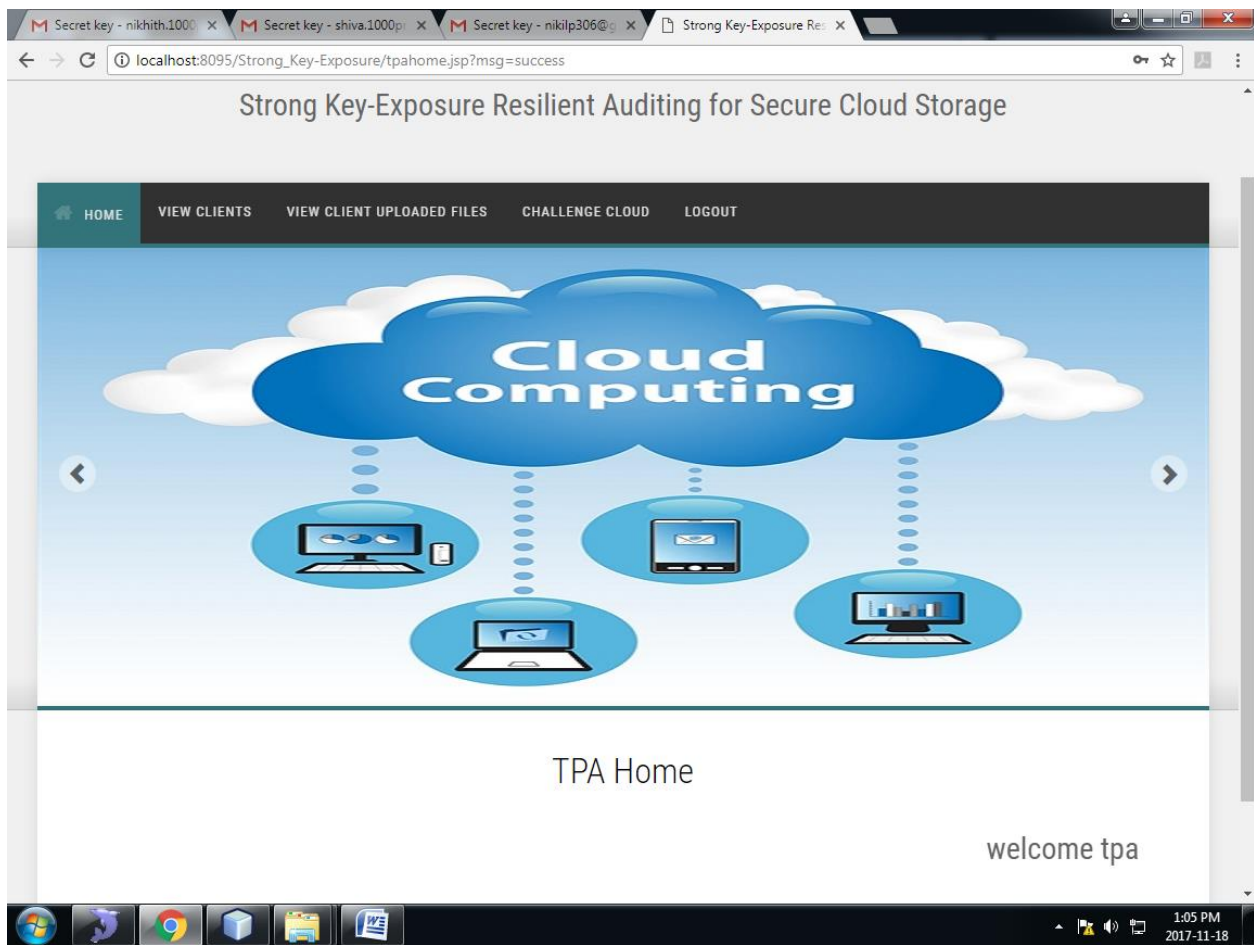 Secret key - nikhith.1000
Secret key - shiva.1000pr
Secret key - nikilp306@g
Strong Key-Exposure Res
localhost:8095/Strong_Key-Exposure/tpahome.jsp?msg=success
Strong Key-Exposure Resilient Auditing for Secure Cloud Storage
HOME VIEW CLIENTS VIEW CLIENT UPLOADED FILES CHALLENGE CLOUD LOGOUT
Cloud
Computing
TPA Home
welcome tpa
1:05 PM
2017-11-18